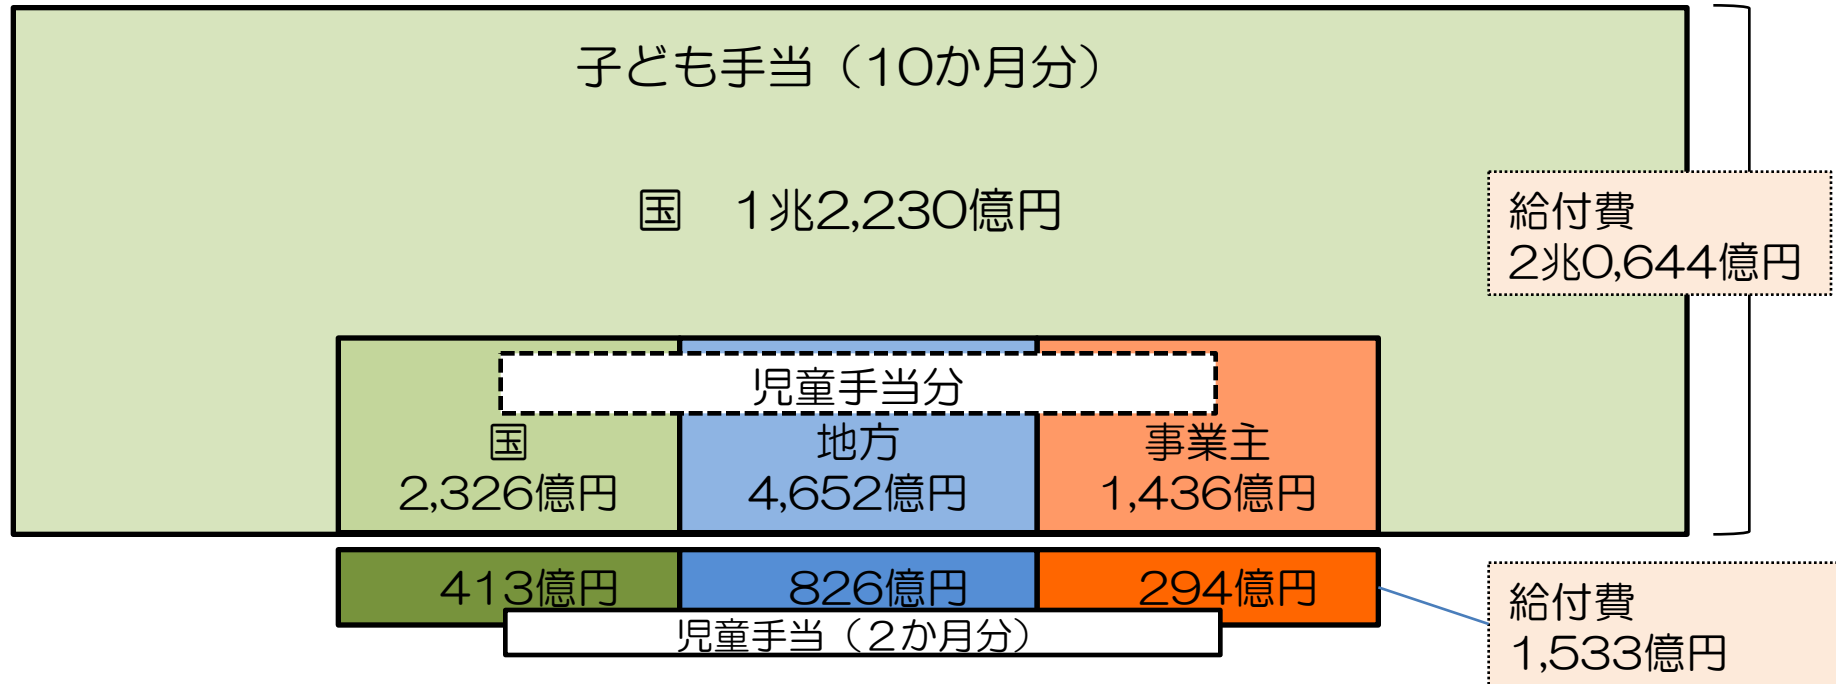 子ども手当（10か月分）
国　1兆2,230億円
給付費
2兆0,644億円
児童手当分
国
2,326億円
地方
4,652億円
事業主
1,436億円
413億円
826億円
294億円
児童手当（2か月分）
給付費
1,533億円